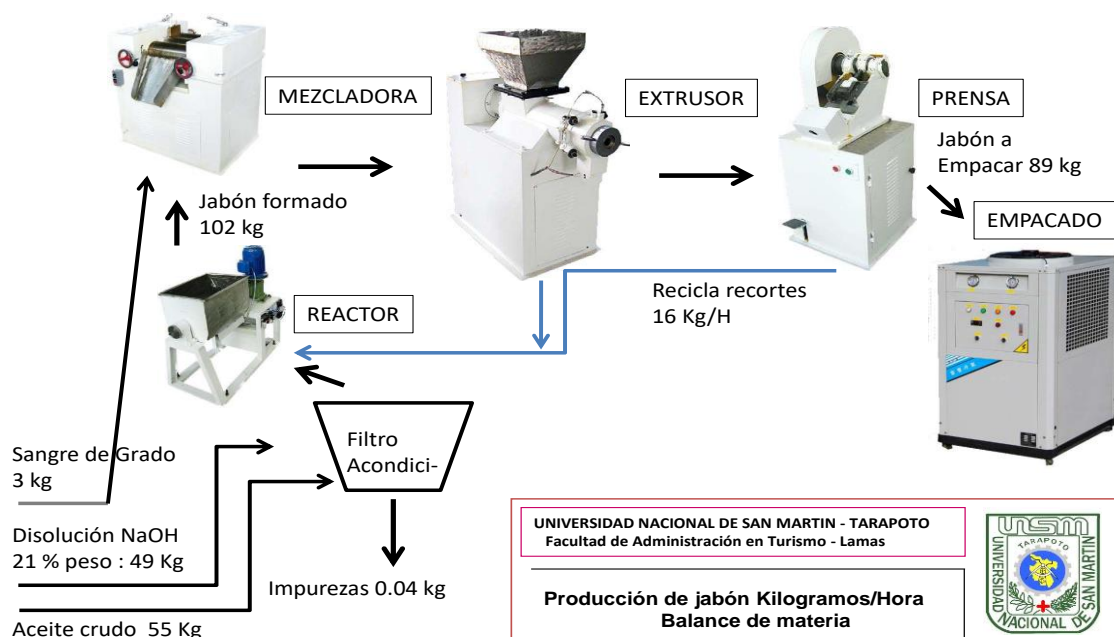 MEZCLADORA
EXTRUSOR
PRENSA
Jabón a
Empacar 89 kg
EMPACADO
Jabón formado
102 kg
REACTOR
Recicla recortes
16 Kg/H
Filtro
Acondici-
Sangre de Grado
3 kg
Disolución NaOH
21 % peso : 49 Kg
Impurezas 0.04 kg
Aceite crudo 55 Kg
UNIVERSIDAD NACIONAL DE SAN MARTIN - TARAPOTO
Facultad de Administración en Turismo - Lamas
Producción de jabón Kilogramos/Hora
Balance de materia
UNSM
TARAPOTO
UNIVERSIDAD NACIONAL DE SAN MARTIN